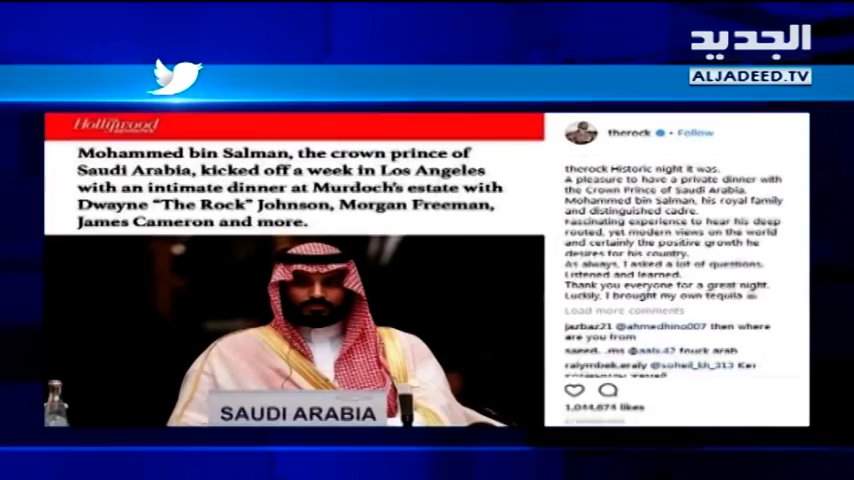 الجديد
ALJADEED.TV
Hollywood
Mohammed bin Salman, the crown prince of
Saudi Arabia, kicked off a week in Los Angeles
with an intimate dinner at Murdoch's estate with
Dwayne "The Rock" Johnson, Morgan Freeman,
James Cameron and more.
SAUDI ARABIA
therock • Follow
therock Historic night it was.
A pleasure to have a private dinner with
the Crown Prince of Saudi Arabia,
Mohammed bin Salman, his royal family
and distinguished cadre.
Fascinating experience to hear his deep
rooted, yet modern views on the world
and certainly the positive growth he
desires for his country.
As always, I asked a lot of questions.
Listened and learned.
Thank you everyone for a great night.
Luckily, I brought my own tequila
Load more comments
jazbaz21 @ahmedhino007 then where
are you from
1,044,674 likes